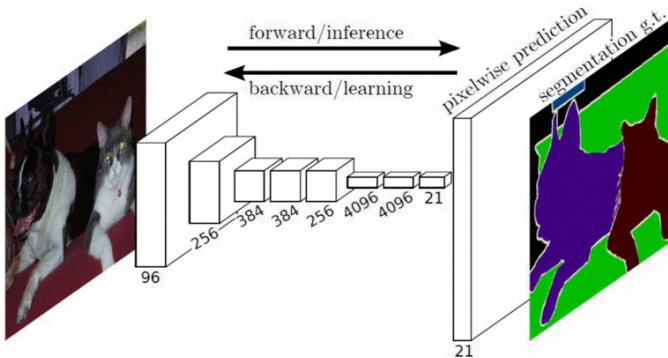 forward/inference
backward/learning
pixelwise prediction
segmentation g.t.
96
256
384
384
256
4096
4096
21
21